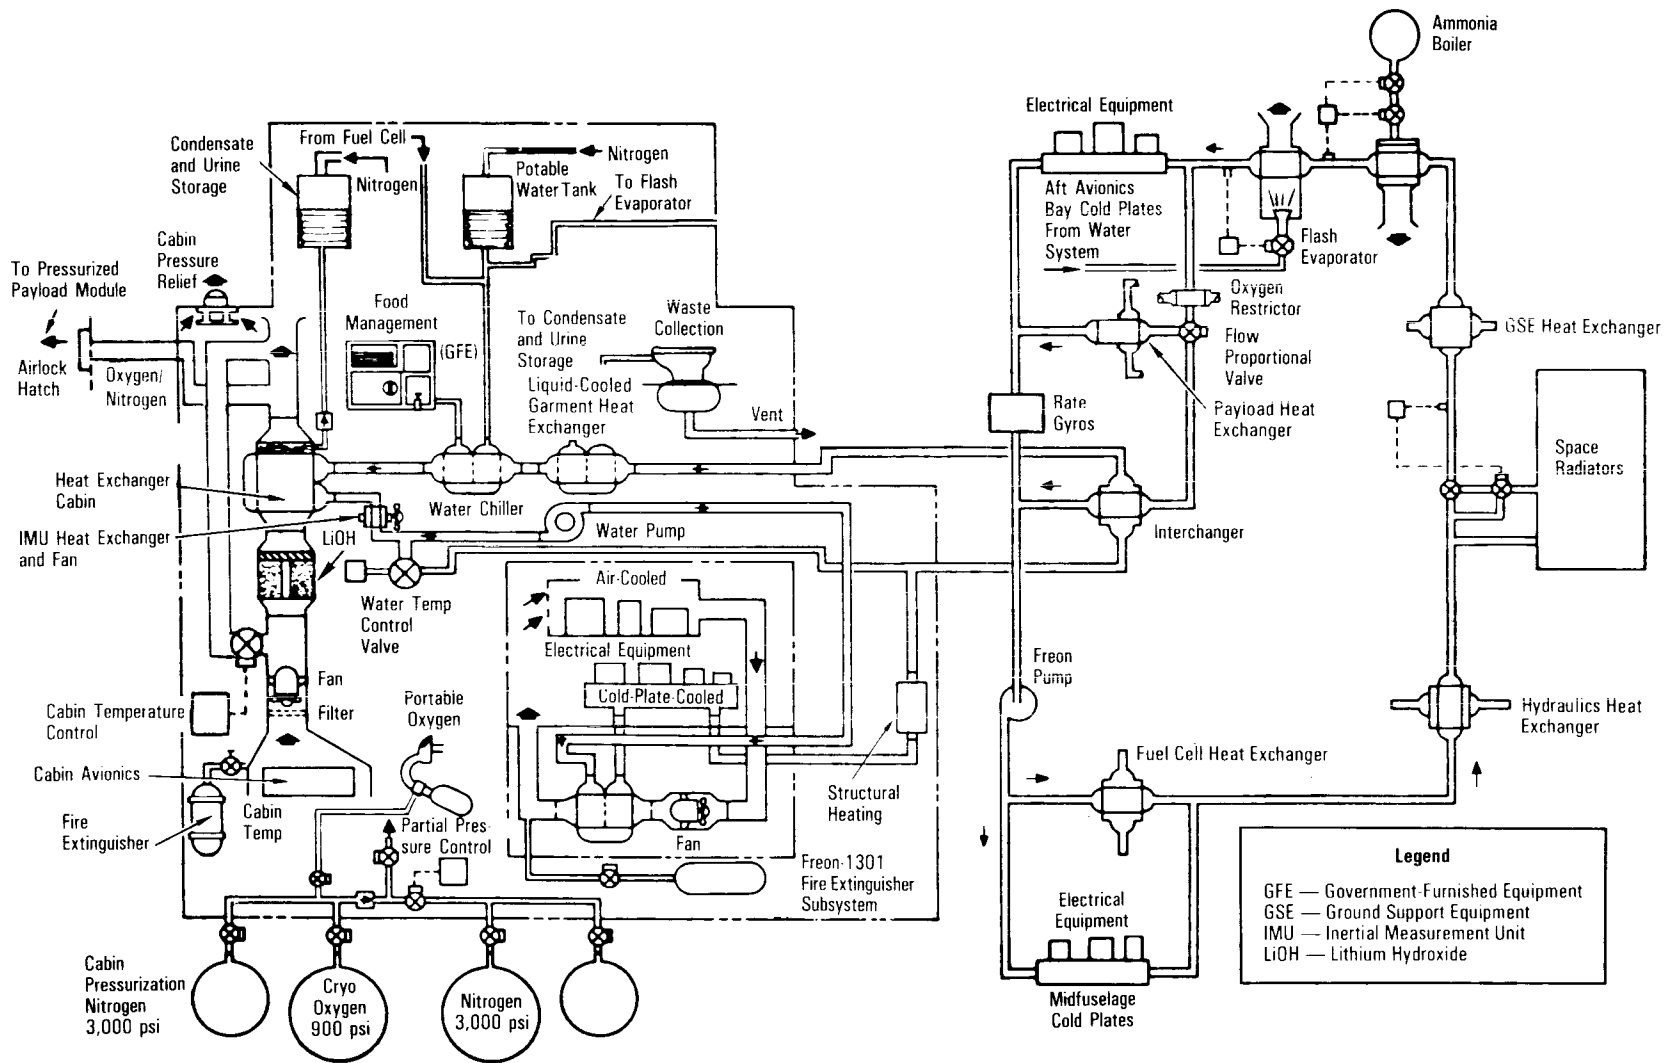 Ammonia
Boiler
Electrical Equipment
From Fuel Cell
Condensate
and Urine
Storage
Nitrogen
Potable
Water Tank
Nitrogen
To Flash
Evaporator
Aft Avionics
Bay Cold Plates
From Water
System
Flash
Evaporator
Cabin
Pressure
Relief
To Pressurized
Payload Module
Airlock
Hatch
Oxygen/
Nitrogen
Food
Management
(GFE)
To Condensate
and Urine
Storage
Waste
Collection
Liquid-Cooled
Garment Heat
Exchanger
Vent
Oxygen
Restrictor
Flow
Proportional
Valve
GSE Heat Exchanger
Rate
Gyros
Payload Heat
Exchanger
Space
Radiators
Heat Exchanger
Cabin
Water Chiller
IMU Heat Exchanger
and Fan
LiOH
Water Pump
Interchanger
Water Temp
Control
Valve
Air-Cooled
Electrical Equipment
Cold-Plate-Cooled
Fan
Filter
Cabin Temperature
Control
Portable
Oxygen
Freon
Pump
Hydraulics Heat
Exchanger
Cabin Avionics
Fuel Cell Heat Exchanger
Structural
Heating
Fire
Extinguisher
Cabin
Temp
Partial Pres-
sure Control
Fan
Freon-1301
Fire Extinguisher
Subsystem
Legend
GFE — Government-Furnished Equipment
GSE — Ground Support Equipment
IMU — Inertial Measurement Unit
LiOH — Lithium Hydroxide
Electrical
Equipment
Midfuselage
Cold Plates
Cabin
Pressurization
Nitrogen
3,000 psi
Cryo
Oxygen
900 psi
Nitrogen
3,000 psi